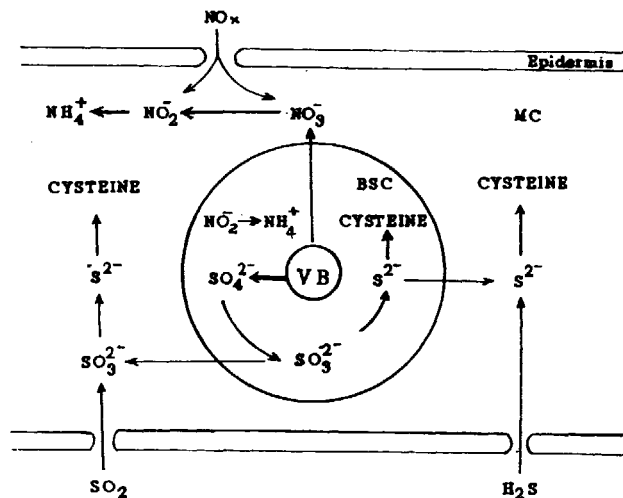 NOx
Epidermis
NH4+ NO2- NO3- MC
BSC
CYSTEINE CYSTEINE
NO2- NH4+ CYSTEINE
S2- SO42- VB S2- S2-
SO32- SO32-
SO2 H2S